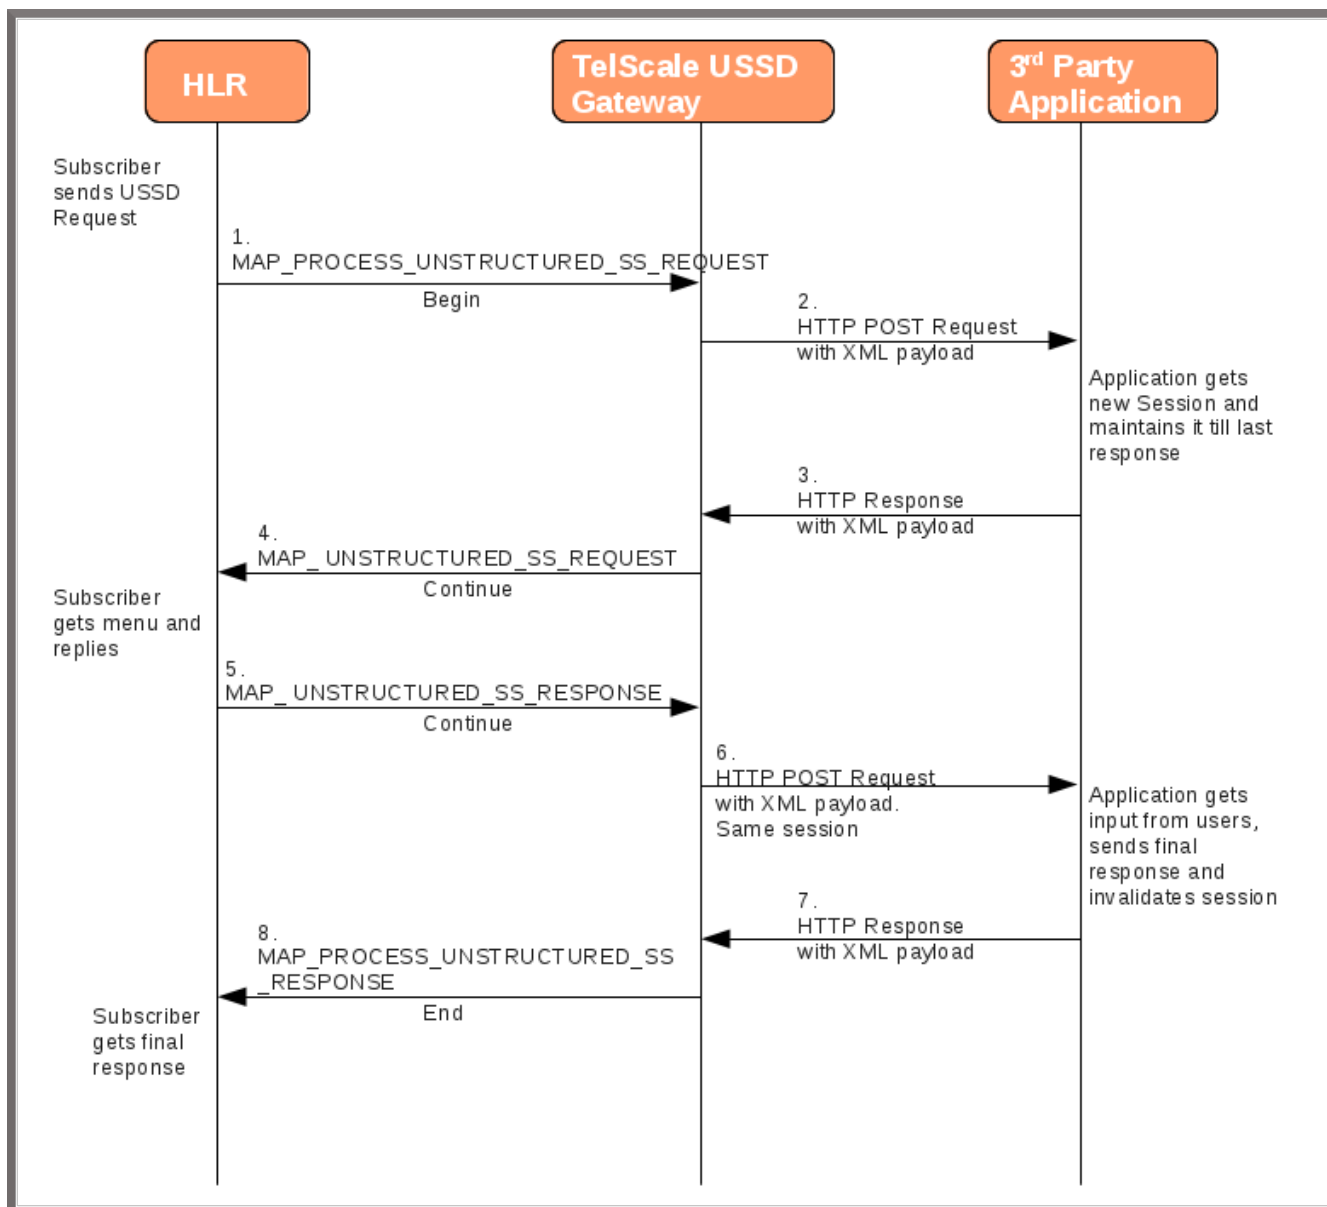 HLR
TelScale USSD
Gateway
3rd Party
Application
Subscriber
sends USSD
Request
1.
MAP_PROCESS_UNSTRUCTURED_SS_REQUEST
Begin
2.
HTTP POST Request
with XML payload
Application gets
new Session and
maintains it till last
response
3.
HTTP Response
with XML payload
4.
MAP_ UNSTRUCTURED_SS_REQUEST
Continue
Subscriber
gets menu and
replies
5.
MAP_ UNSTRUCTURED_SS_RESPONSE
Continue
6.
HTTP POST Request
with XML payload.
Same session
Application gets
input from users,
sends final
response and
invalidates session
7.
HTTP Response
with XML payload
8.
MAP_PROCESS_UNSTRUCTURED_SS
_RESPONSE
End
Subscriber
gets final
response